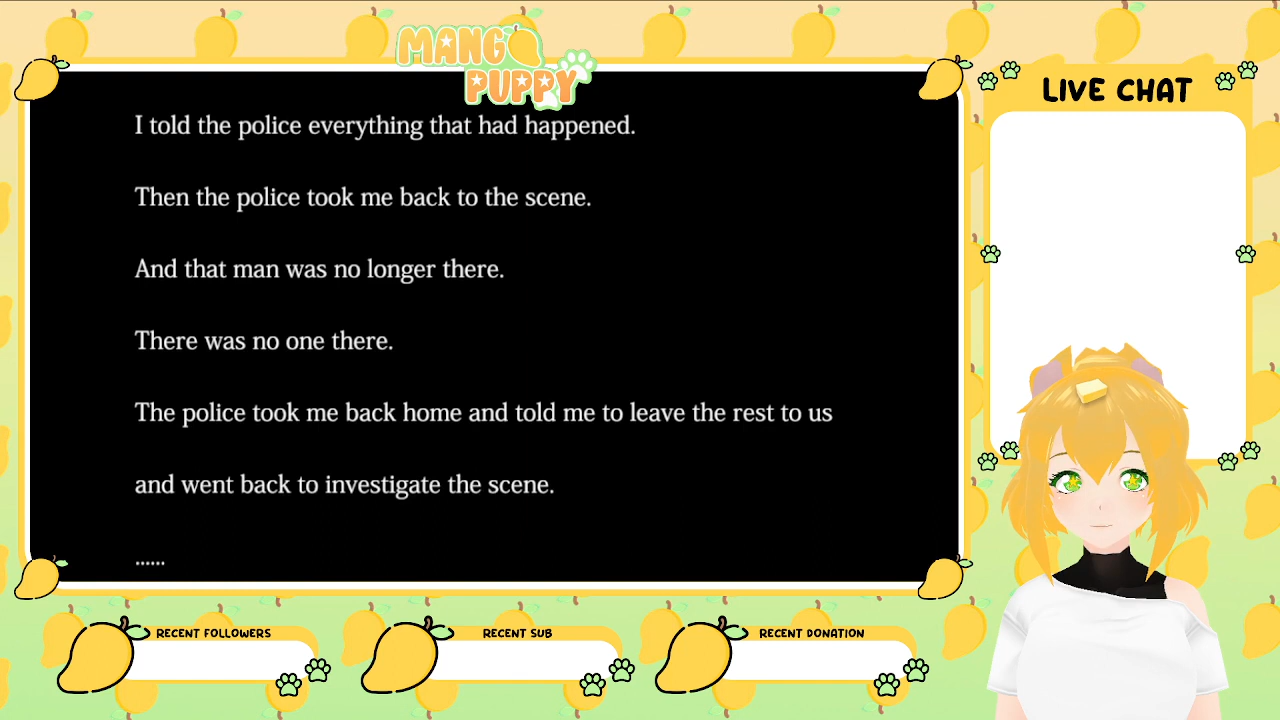 MANGO
PUPPY
LIVE CHAT
I told the police everything that had happened.
Then the police took me back to the scene.
And that man was no longer there.
There was no one there.
The police took me back home and told me to leave the rest to us
and went back to investigate the scene.
......
RECENT FOLLOWERS
RECENT SUB
RECENT DONATION